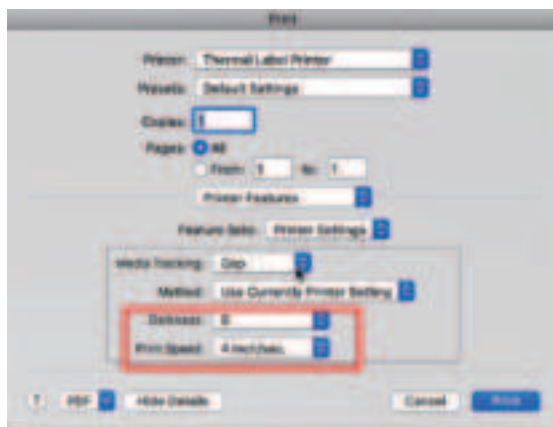 Print
Printer: Thermal Label Printer
Presets: Default Settings
Copies: 1
Pages: All
From: 1 to: 1
Printer Features
Feature Sets: Printer Settings
Media Tracking: Gap
Method: Use Currently Printer Setting
Darkness: 8
Print Speed: 4 inch/sec.
? PDF Hide Details Cancel Print